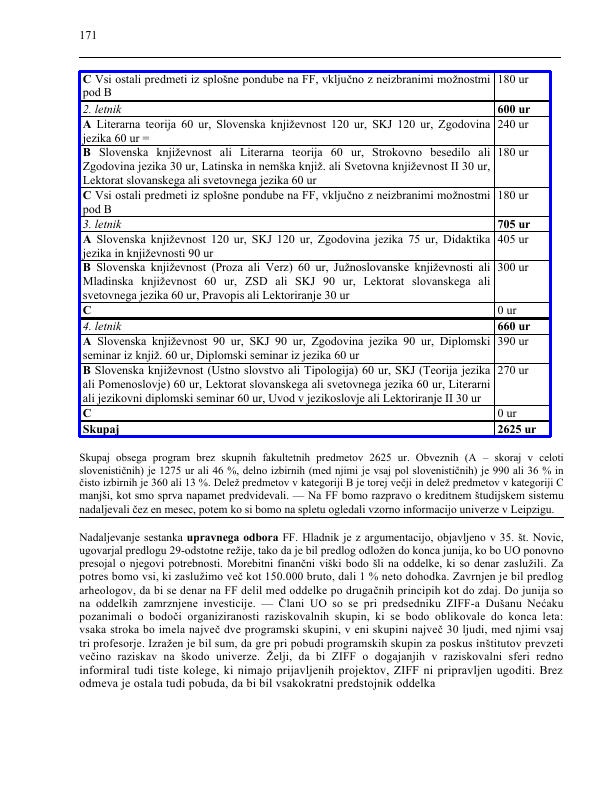 171
C Vsi ostali predmeti iz splošne pondube na FF, vključno z neizbranimi možnostmi 180 ur
pod B
2. letnik 600 ur
A Literarna teorija 60 ur, Slovenska književnost 120 ur, SKJ 120 ur, Zgodovina 240 ur
jezika 60 ur =
B Slovenska književnost ali Literarna teorija 60 ur, Strokovno besedilo ali 180 ur
Zgodovina jezika 30 ur, Latinska in nemška knjiž. ali Svetovna književnost II 30 ur,
Lektorat slovanskega ali svetovnega jezika 60 ur
C Vsi ostali predmeti iz splošne pondube na FF, vključno z neizbranimi možnostmi 180 ur
pod B
3. letnik 705 ur
A Slovenska književnost 120 ur, SKJ 120 ur, Zgodovina jezika 75 ur, Didaktika 405 ur
jezika in književnosti 90 ur
B Slovenska književnost (Proza ali Verz) 60 ur, Južnoslovanske književnosti ali 300 ur
Mladinska književnost 60 ur, ZSD ali SKJ 90 ur, Lektorat slovanskega ali
svetovnega jezika 60 ur, Pravopis ali Lektoriranje 30 ur
C 0 ur
4. letnik 660 ur
A Slovenska književnost 90 ur, SKJ 90 ur, Zgodovina jezika 90 ur, Diplomski 390 ur
seminar iz knjiž. 60 ur, Diplomski seminar iz jezika 60 ur
B Slovenska književnost (Ustno slovstvo ali Tipologija) 60 ur, SKJ (Teorija jezika 270 ur
ali Pomenoslovje) 60 ur, Lektorat slovanskega ali svetovnega jezika 60 ur, Literarni
ali jezikovni diplomski seminar 60 ur, Uvod v jezikoslovje ali Lektoriranje II 30 ur
C 0 ur
Skupaj 2625 ur
Skupaj obsega program brez skupnih fakultetnih predmetov 2625 ur. Obveznih (A – skoraj v celoti
slovenističnih) je 1275 ur ali 46 %, delno izbirnih (med njimi je vsaj pol slovenističnih) je 990 ali 36 % in
čisto izbirnih je 360 ali 13 %. Delež predmetov v kategoriji B je torej večji in delež predmetov v kategoriji C
manjši, kot smo sprva napamet predvidevali. — Na FF bomo razpravo o kreditnem študijskem sistemu
nadaljevali čez en mesec, potem ko si bomo na spletu ogledali vzorno informacijo univerze v Leipzigu.
Nadaljevanje sestanka upravnega odbora FF. Hladnik je z argumentacijo, objavljeno v 35. št. Novic,
ugovarjal predlogu 29-odstotne režije, tako da je bil predlog odložen do konca junija, ko bo UO ponovno
presojal o njegovi potrebnosti. Morebitni finančni viški bodo šli na oddelke, ki so denar zaslužili. Za
potres bomo vsi, ki zaslužimo več kot 150.000 bruto, dali 1 % neto dohodka. Zavrnjen je bil predlog
arheologov, da bi se denar na FF delil med oddelke po drugačnih principih kot do zdaj. Do junija so
na oddelkih zamrznjene investicije. — Člani UO so se pri predsedniku ZIFF-a Dušanu Nećaku
pozanimali o bodoči organiziranosti raziskovalnih skupin, ki se bodo oblikovale do konca leta:
vsaka stroka bo imela največ dve programski skupini, v eni skupini največ 30 ljudi, med njimi vsaj
tri profesorje. Izražen je bil sum, da gre pri pobudi programskih skupin za poskus inštitutov prevzeti
večino raziskav na škodo univerze. Želji, da bi ZIFF o dogajanjih v raziskovalni sferi redno
informiral tudi tiste kolege, ki nimajo prijavljenih projektov, ZIFF ni pripravljen ugoditi. Brez
odmeva je ostala tudi pobuda, da bi bil vsakokratni predstojnik oddelka